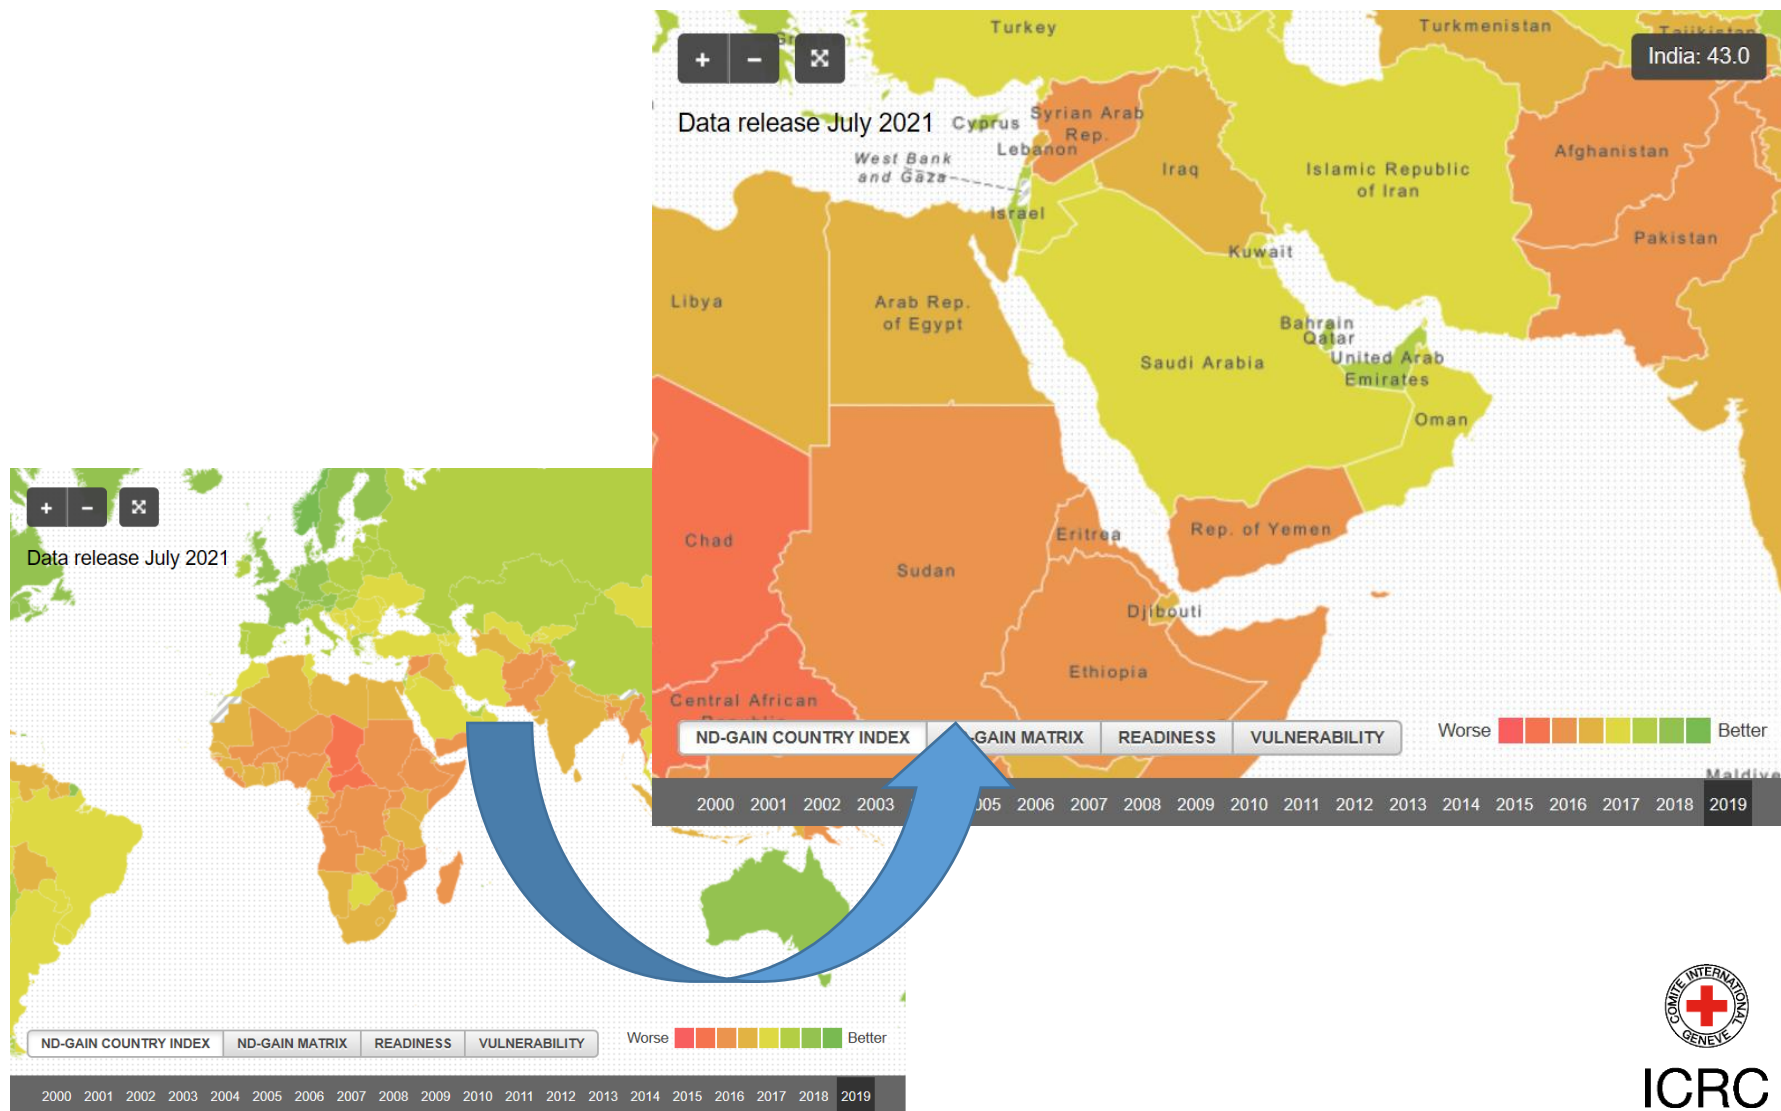 Turkey
Turkmenistan
Tajikistan
+ −
India: 43.0
Data release July 2021
Cyprus
Syrian Arab
Rep.
Lebanon
West Bank
and Gaza
Iraq
Islamic Republic
of Iran
Afghanistan
Israel
Pakistan
Kuwait
Libya
Arab Rep.
of Egypt
Bahrain
Qatar
United Arab
Emirates
Saudi Arabia
Oman
Chad
Eritrea
Rep. of Yemen
Sudan
Djibouti
Ethiopia
Central African
Republic
ND-GAIN COUNTRY INDEX
-GAIN MATRIX
READINESS
VULNERABILITY
Worse
Better
Maldive
2000 2001 2002 2003 005 2006 2007 2008 2009 2010 2011 2012 2013 2014 2015 2016 2017 2018 2019
+ −
Data release July 2021
ND-GAIN COUNTRY INDEX
ND-GAIN MATRIX
READINESS
VULNERABILITY
Worse
Better
2000 2001 2002 2003 2004 2005 2006 2007 2008 2009 2010 2011 2012 2013 2014 2015 2016 2017 2018 2019
COMITE INTERNATIONAL
GENEVE
ICRC